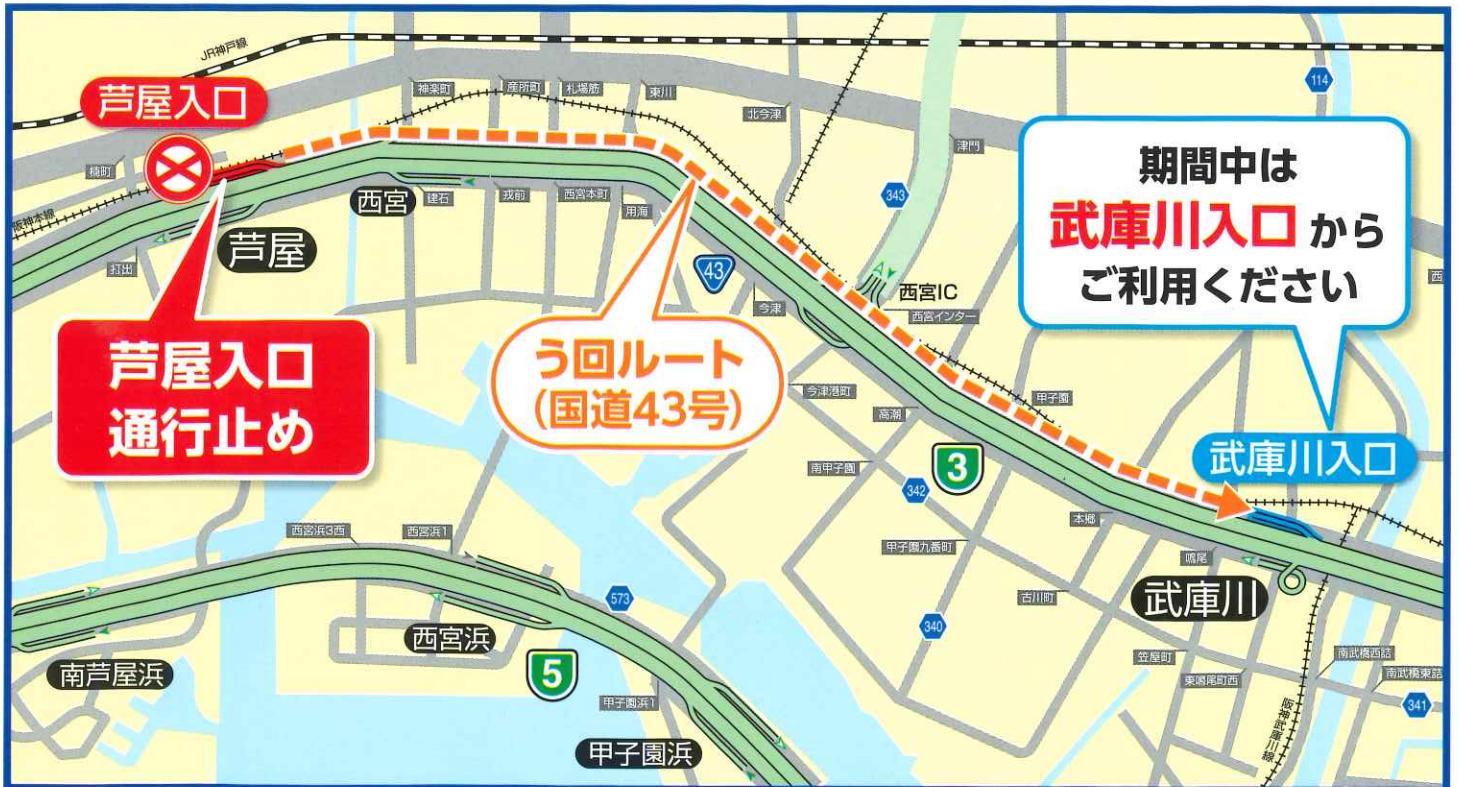 JR神戸線
芦屋入口
神楽町
産所町
札場筋
東川
北今津
津門
114
343
楠町
阪神本線
打出
芦屋
西宮
建石
戎前
西宮本町
用海
43
今津
西宮IC
西宮インター
期間中は
武庫川入口 から
ご利用ください
西
芦屋入口
通行止め
う回ルート
(国道43号)
今津港町
高潮
甲子園
南甲子園
342
3
武庫川入口
本郷
鳴尾
甲子園九番町
武庫川
古川町
340
笠屋町
東鳴尾町西
南武橋西詰
南武橋東詰
341
阪神武庫川線
西宮浜3西
西宮浜1
573
西宮浜
南芦屋浜
5
甲子園浜1
甲子園浜